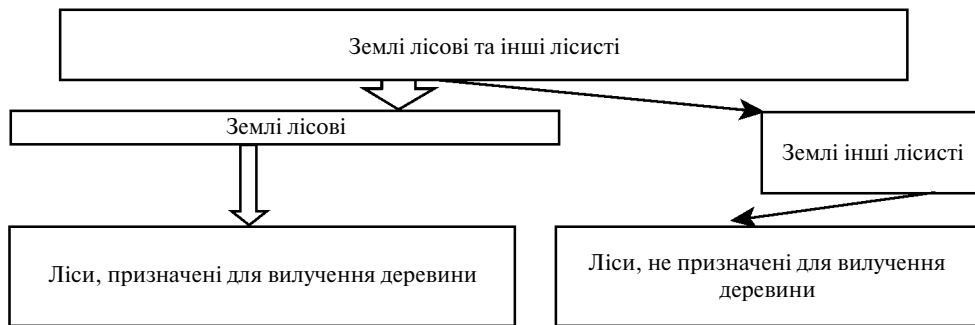 Землі лісові та інші лісисті
Землі лісові
Землі інші лісисті
Ліси, призначені для вилучення деревини
Ліси, не призначені для вилучення
деревини